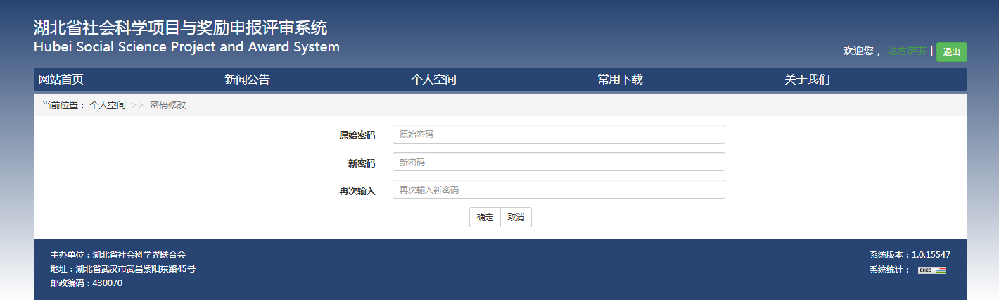 湖北省社会科学项目与奖励申报评审系统
Hubei Social Science Project and Award System
欢迎您， 地方萨芬 | 退出
网站首页 新闻公告 个人空间 常用下载 关于我们
当前位置： 个人空间 >> 密码修改
原始密码 原始密码
新密码 新密码
再次输入 再次输入新密码
确定 取消
主办单位：湖北省社会科学界联合会
地址：湖北省武汉市武昌紫阳东路45号
邮政编码：430070
系统版本：1.0.15547
系统统计： CNZZ